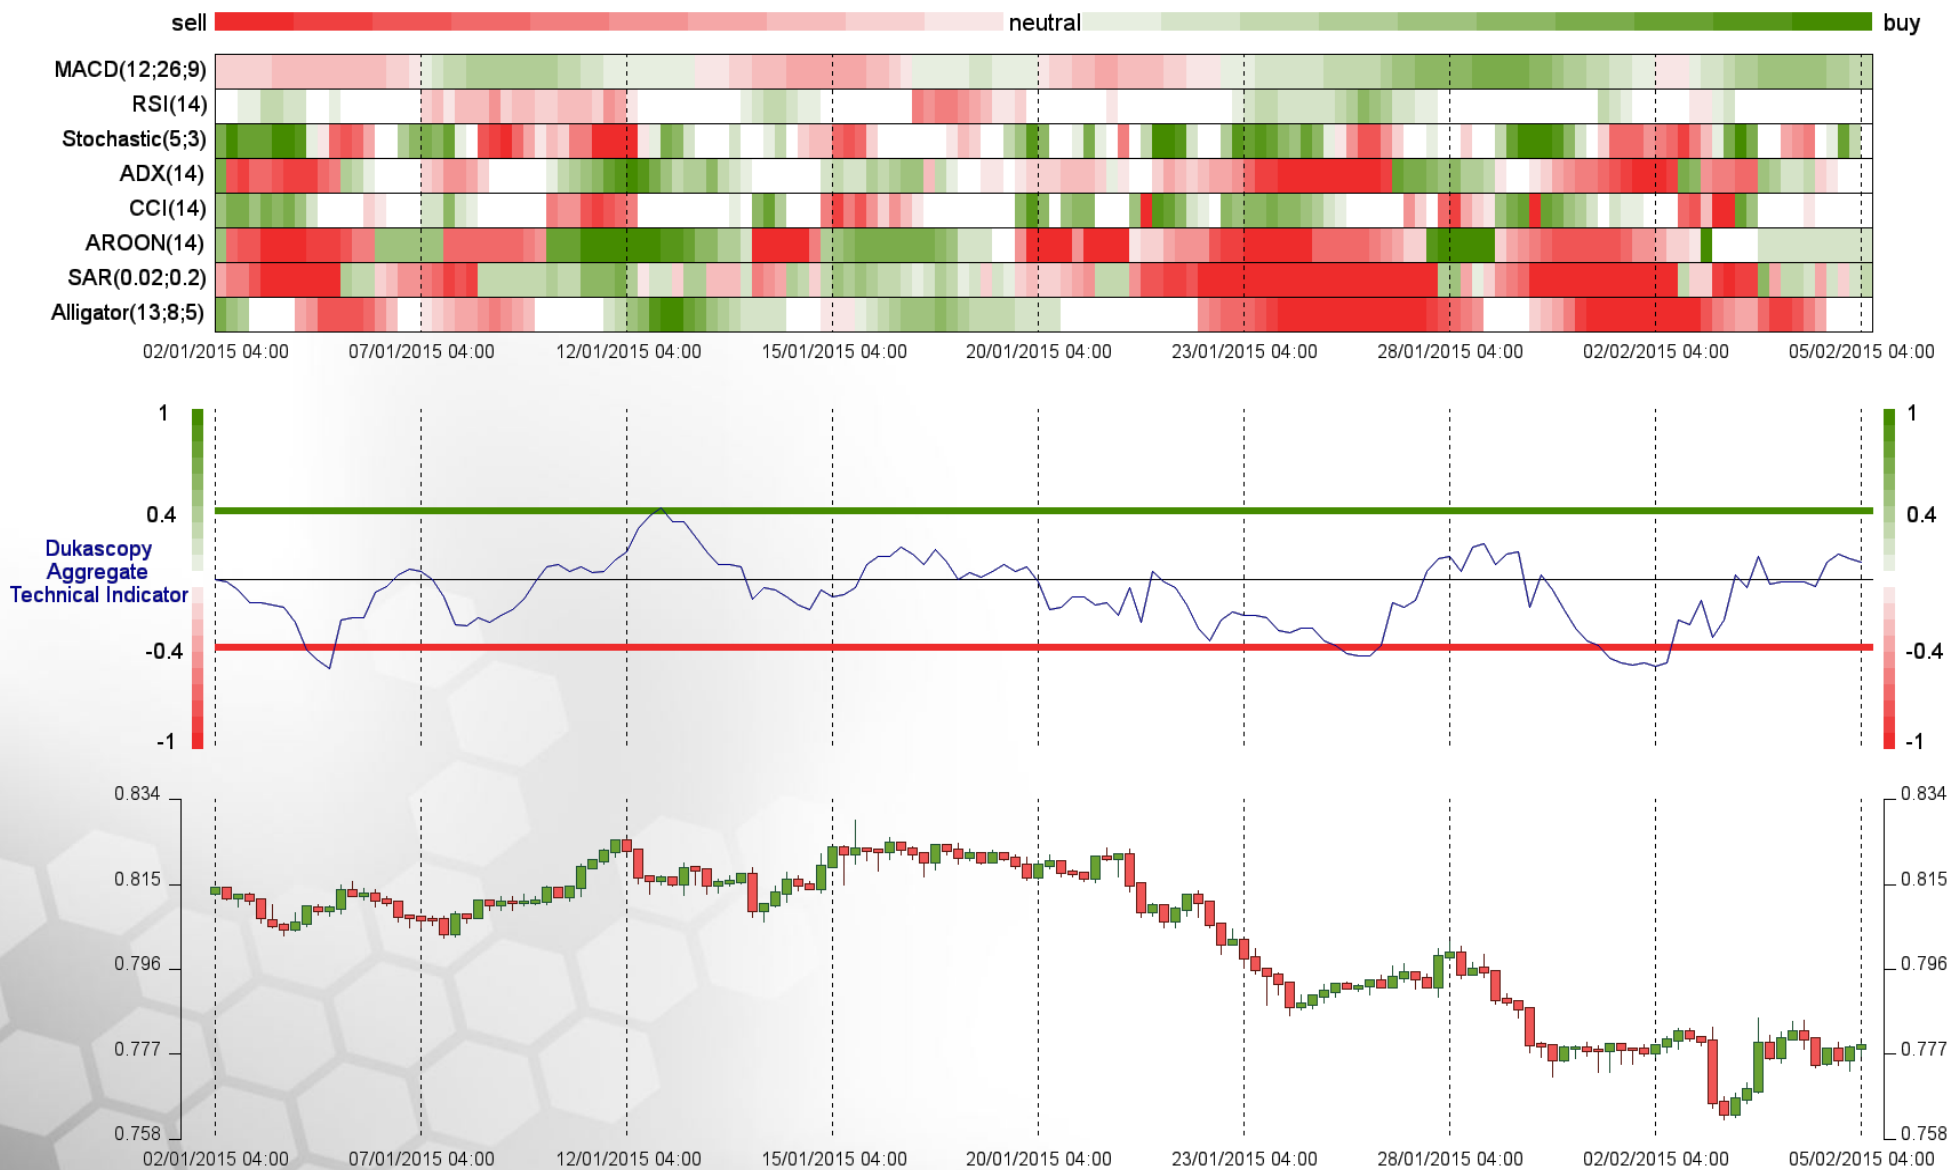 sell neutral buy
MACD(12;26;9)
RSI(14)
Stochastic(5;3)
ADX(14)
CCI(14)
AROON(14)
SAR(0.02;0.2)
Alligator(13;8;5)
02/01/2015 04:00 07/01/2015 04:00 12/01/2015 04:00 15/01/2015 04:00 20/01/2015 04:00 23/01/2015 04:00 28/01/2015 04:00 02/02/2015 04:00 05/02/2015 04:00
1 1
0.4 0.4
Dukascopy
Aggregate
Technical Indicator
-0.4 -0.4
-1 -1
0.834 0.834
0.815 0.815
0.796 0.796
0.777 0.777
0.758 0.758
02/01/2015 04:00 07/01/2015 04:00 12/01/2015 04:00 15/01/2015 04:00 20/01/2015 04:00 23/01/2015 04:00 28/01/2015 04:00 02/02/2015 04:00 05/02/2015 04:00